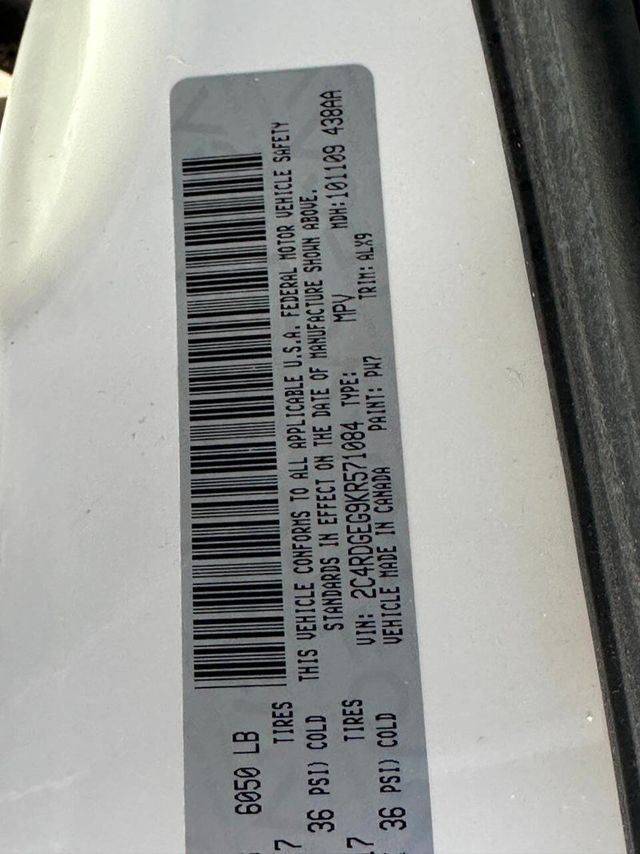 6050 LB
7 TIRES
36 PSI) COLD
7 TIRES
36 PSI) COLD
THIS VEHICLE CONFORMS TO ALL APPLICABLE U.S.A. FEDERAL MOTOR VEHICLE SAFETY
STANDARDS IN EFFECT ON THE DATE OF MANUFACTURE SHOWN ABOVE.
VIN: 2C4RDGEG9KR571084 TYPE: MPV MDH:101109 438AA
VEHICLE MADE IN CANADA PAINT: PW7 TRIM: ALX9